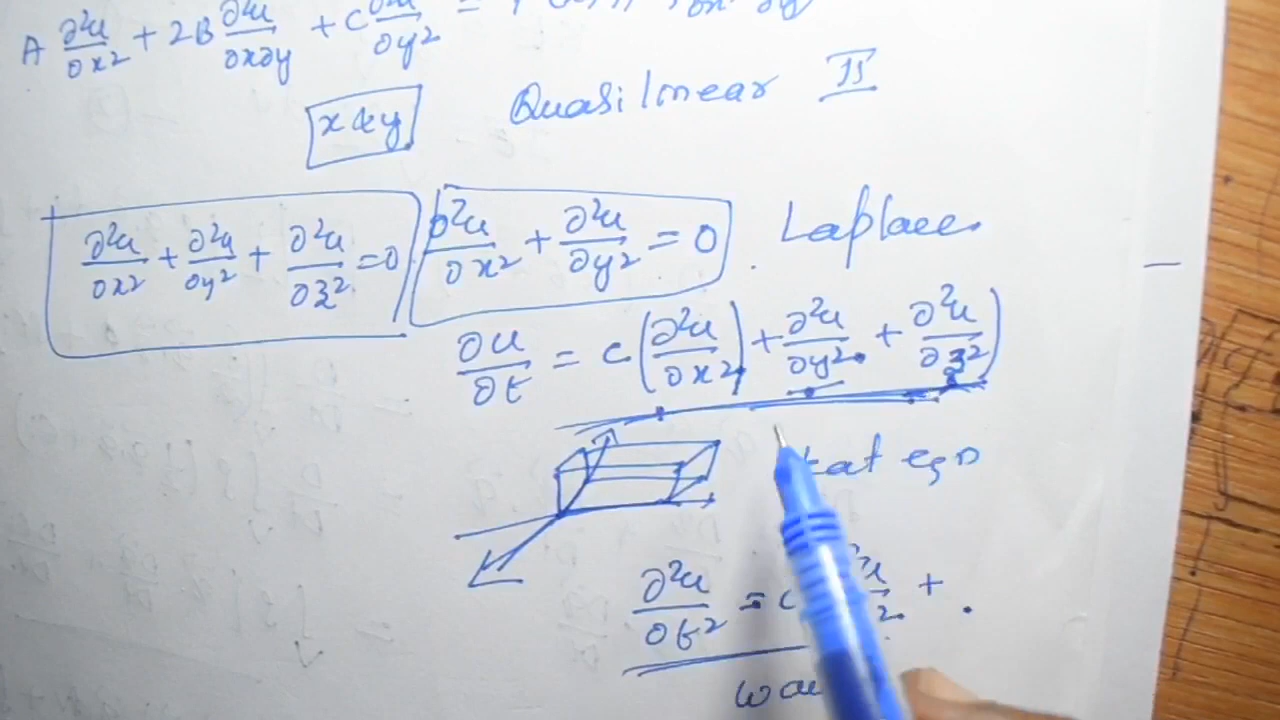 A ∂²u/∂x² + 2B ∂²u/∂x∂y + C ∂²u/∂y² =
x & y
Quasilinear II
∂²u/∂x² + ∂²u/∂y² + ∂²u/∂z² = 0
∂²u/∂x² + ∂²u/∂y² = 0
Laplace
∂u/∂t = c(∂²u/∂x²) + ∂²u/∂y² + ∂²u/∂z²)
eqn
∂²u/∂t² =
+ .